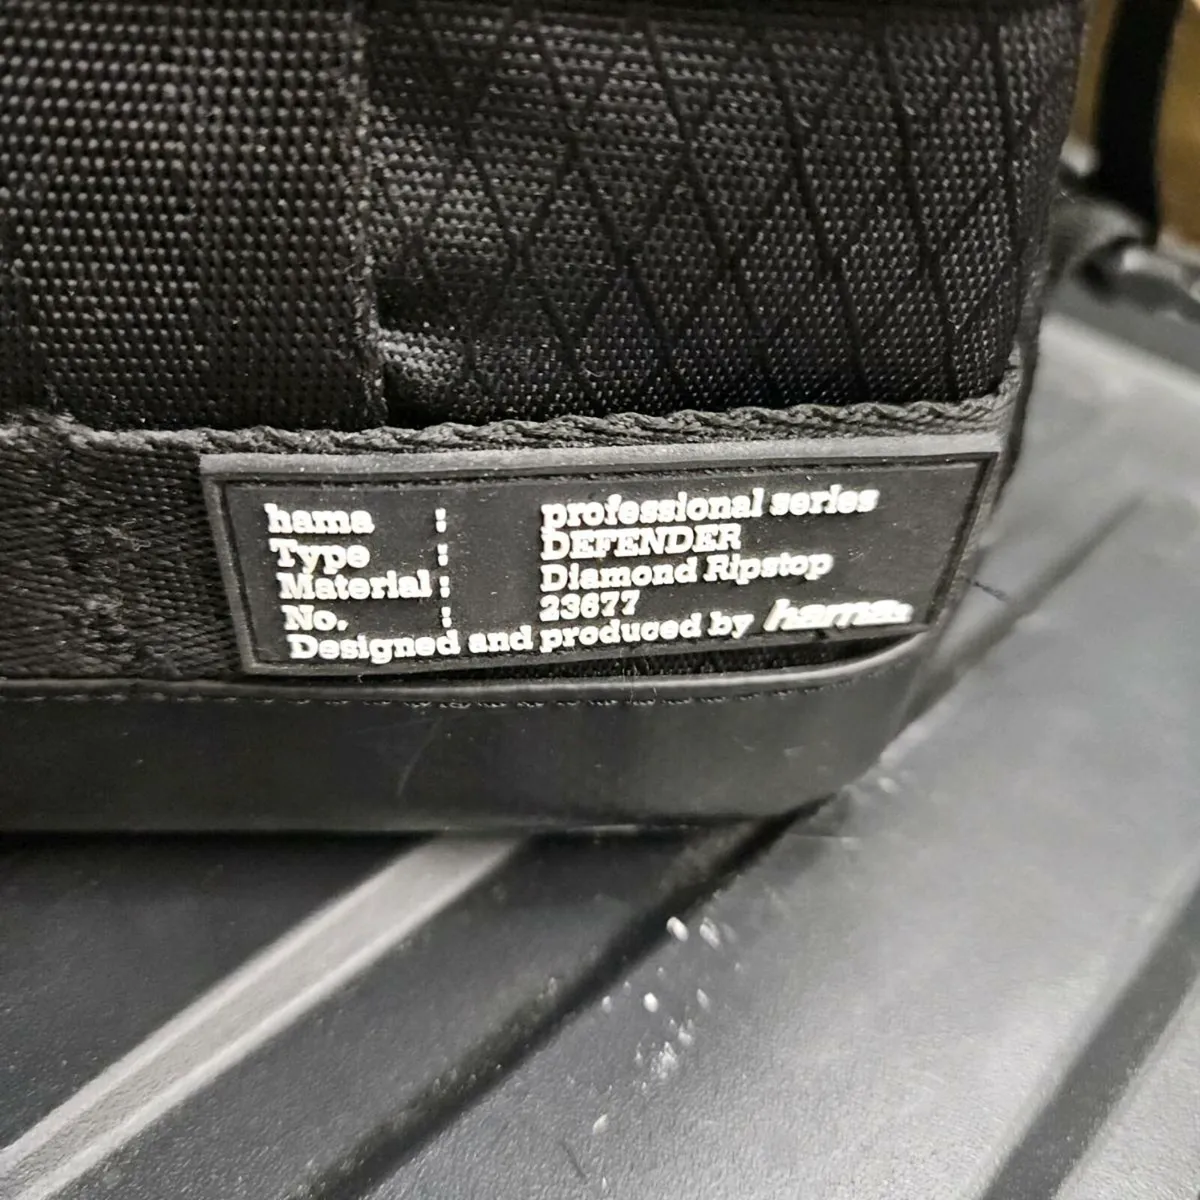 hama : professional series
Type : DEFENDER
Material : Diamond Ripstop
No. : 23677
Designed and produced by hama.